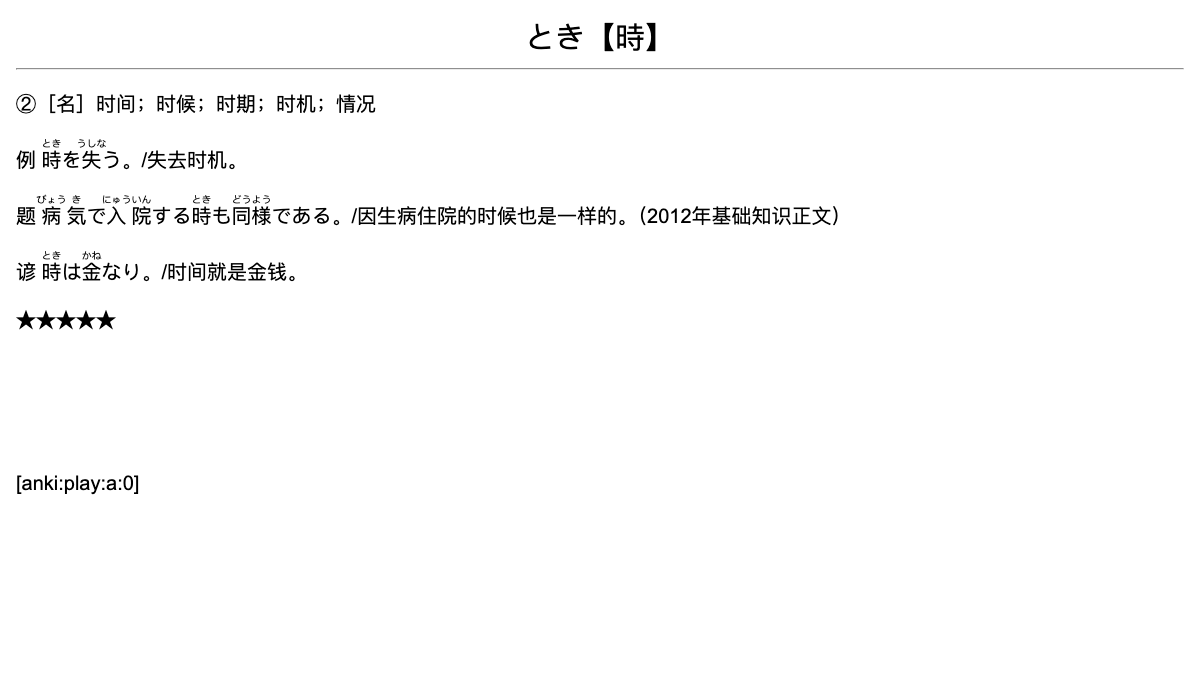 とき【時】
②［名］时间；时候；时期；时机；情况
とき うしな
例 時を失う。/失去时机。
びょう き にゅういん とき どうよう
题 病 気で入 院する時も同様である。/因生病住院的时候也是一样的。（2012年基础知识正文）
とき かね
谚 時は金なり。/时间就是金钱。
★★★★★
[anki:play:a:0]